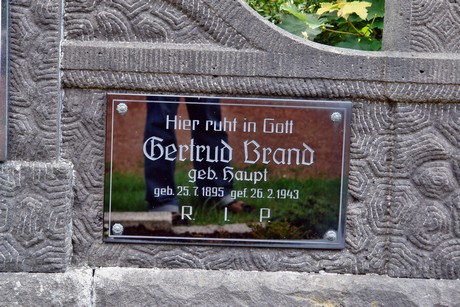 Hier ruht in Gott
Gertrud Brand
geb. Haupt
geb. 25.7.1895 gef. 26.2.1943
R.I.P.